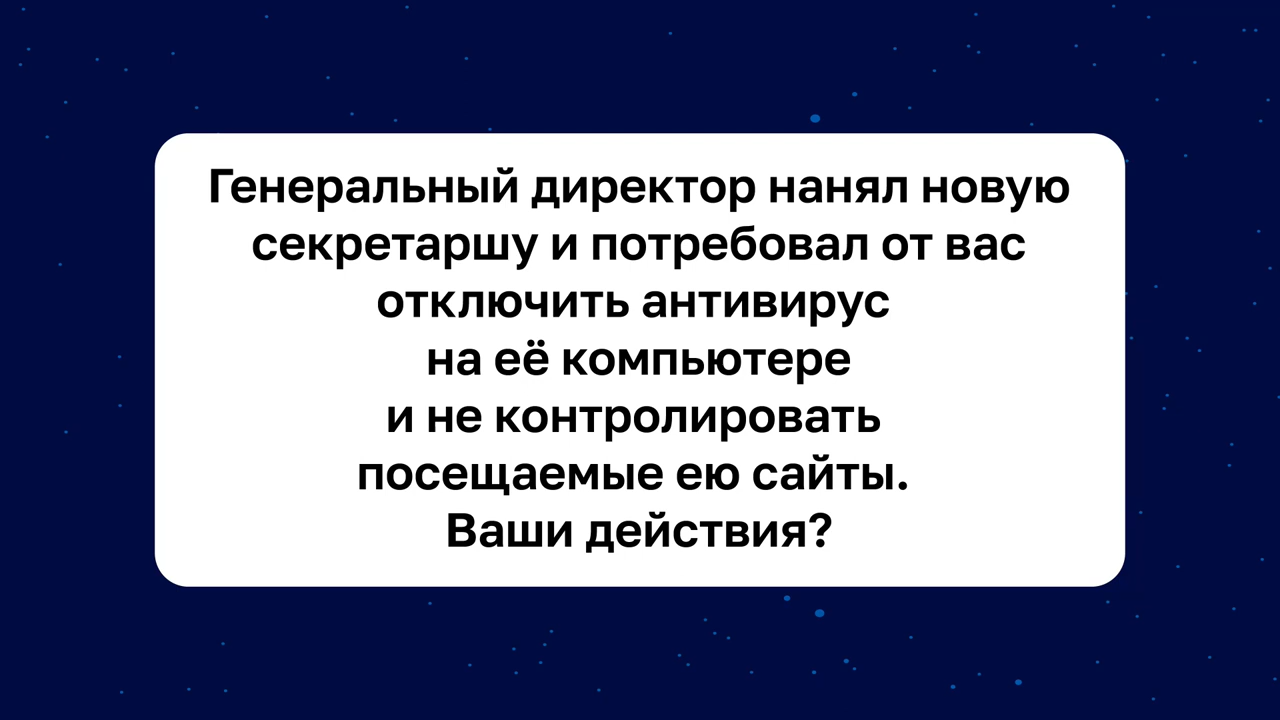 Генеральный директор нанял новую
секретаршу и потребовал от вас
отключить антивирус
на её компьютере
и не контролировать
посещаемые ею сайты.
Ваши действия?